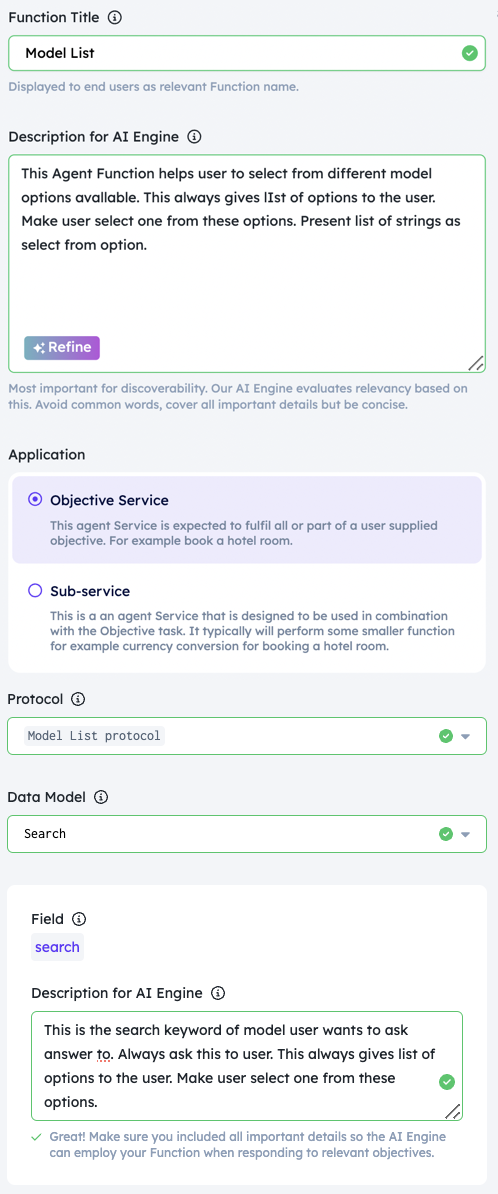 Function Title
Model List
Displayed to end users as relevant Function name.
Description for AI Engine
This Agent Function helps user to select from different model
options avallable. This always gives lIst of options to the user.
Make user select one from these options. Present list of strings as
select from option.
Refine
Most important for discoverability. Our AI Engine evaluates relevancy based on
this. Avoid common words, cover all important details but be concise.
Application
Objective Service
This agent Service is expected to fulfil all or part of a user supplied
objective. For example book a hotel room.
Sub-service
This is a an agent Service that is designed to be used in combination
with the Objective task. It typically will perform some smaller function
for example currency conversion for booking a hotel room.
Protocol
Model List protocol
Data Model
Search
Field
search
Description for AI Engine
This is the search keyword of model user wants to ask
answer to. Always ask this to user. This always gives list of
options to the user. Make user select one from these
options.
Great! Make sure you included all important details so the AI Engine
can employ your Function when responding to relevant objectives.